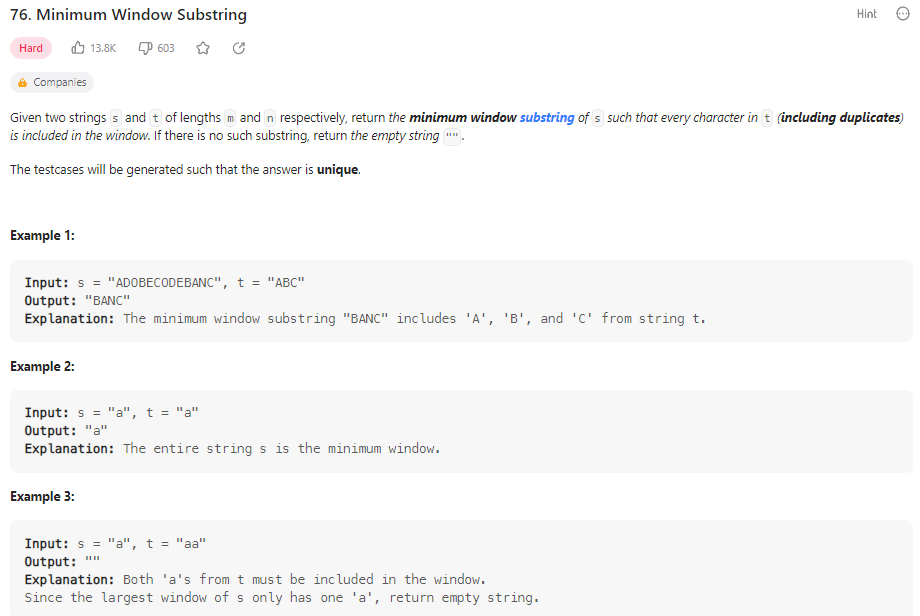 76. Minimum Window Substring
Hint
Hard 13.8K 603
Companies
Given two strings s and t of lengths m and n respectively, return the minimum window substring of s such that every character in t (including duplicates)
is included in the window. If there is no such substring, return the empty string "".
The testcases will be generated such that the answer is unique.
Example 1:
Input: s = "ADOBECODEBANC", t = "ABC"
Output: "BANC"
Explanation: The minimum window substring "BANC" includes 'A', 'B', and 'C' from string t.
Example 2:
Input: s = "a", t = "a"
Output: "a"
Explanation: The entire string s is the minimum window.
Example 3:
Input: s = "a", t = "aa"
Output: ""
Explanation: Both 'a's from t must be included in the window.
Since the largest window of s only has one 'a', return empty string.